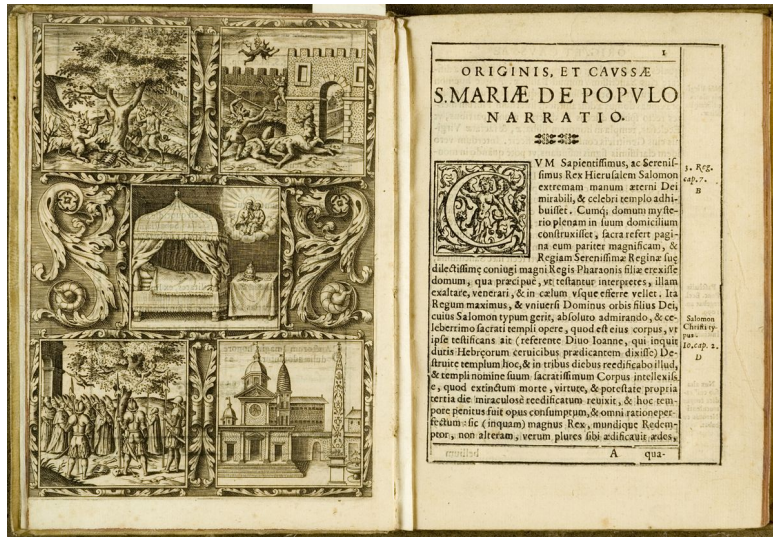 1
ORIGINIS, ET CAVSSÆ
S. MARIÆ DE POPVLO
NARRATIO.
CVM Sapientissimus, ac Serenis-
simus Rex Hierusalem Salomon
extremam manum æterni Dei
mirabili, & celebri templo adhi-
buisset. Cumq; domum myste-
rio plenam in suum domicilium
construxisset, sacra refert pagi-
na eum pariter magnificam, &
Regiam Serenissimæ Reginæ suę
dilectissimę coniugi magni Regis Pharaonis filiæ erexisse
domum, qua præcipuè, vt testantur interpretes, illam
exaltare, venerari, & in cælum vsque efferre vellet. Ita
Regum maximus, & vniuersi Dominus orbis filius Dei,
cuius Salomon typum gerit, absoluto admirando, & ce-
leberrimo sacrati templi opere, quod est eius corpus, vt
ipse testificans ait (referente Diuo Ioanne, qui inquit
duris Hebręorum ceruicibus prædicantem dixisse) De-
struite templum hoc, & in tribus diebus reedificabo illud,
& templi nomine suum sacratissimum Corpus intellexis
e, quod extinctum morte, virtute, & potestate propria
tertia die miraculosè reedificatum reuixit, & hoc tem-
pore penitus fuit opus consumptum, & omni ratione per-
fectum: sic (inquam) magnus Rex, mundique Redem-
ptor, non alteram, verum plures sibi ædificauit ædes,
A qua-
3. Reg.
cap. 7.
B
Salomon
Christi ty-
pus.
Io. cap. 2.
D